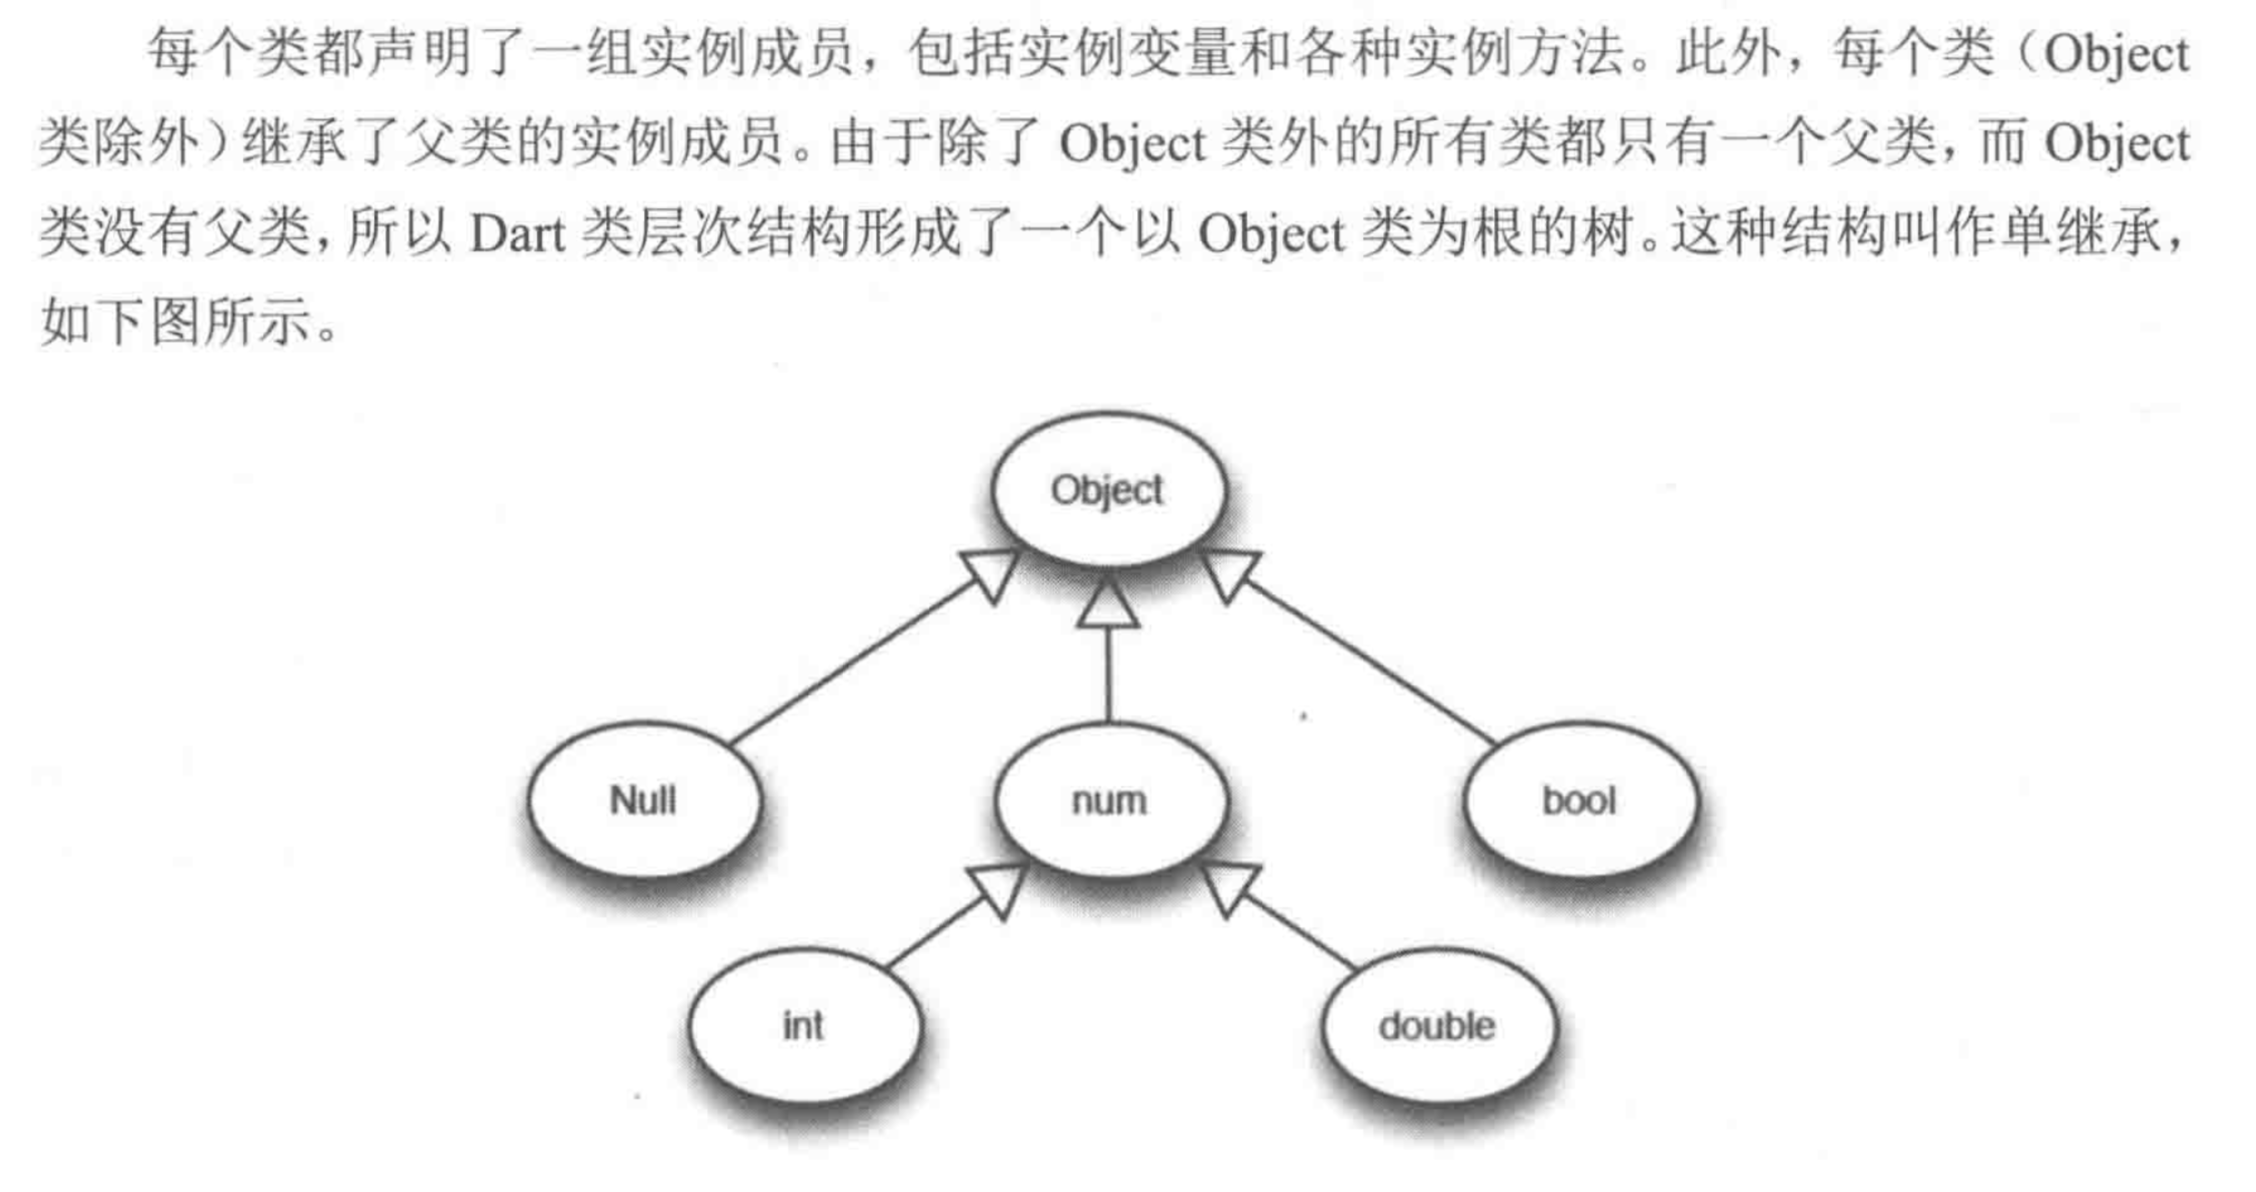 每个类都声明了一组实例成员，包括实例变量和各种实例方法。此外，每个类（Object
类除外）继承了父类的实例成员。由于除了 Object 类外的所有类都只有一个父类，而 Object
类没有父类，所以 Dart 类层次结构形成了一个以 Object 类为根的树。这种结构叫作单继承，
如下图所示。
Object
Null
num
bool
int
double